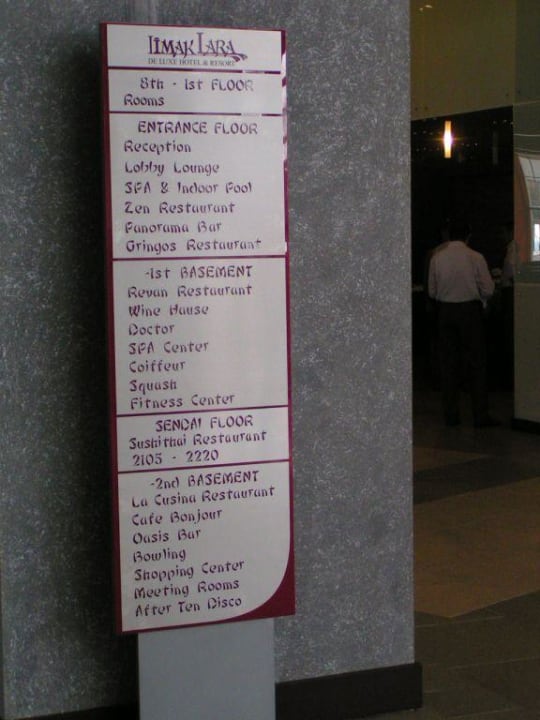 LIMAK LARA
DE LUXE HOTEL & RESORT
8th - 1st FLOOR
Rooms
ENTRANCE FLOOR
Reception
Lobby Lounge
SPA & Indoor Pool
Zen Restaurant
Panorama Bar
Gringos Restaurant
-1st BASEMENT
Revan Restaurant
Wine House
Doctor
SPA Center
Coiffeur
Squash
Fitness Center
SENDAI FLOOR
Sushithai Restaurant
2105 - 2220
-2nd BASEMENT
La Cusina Restaurant
Cafe Bonjour
Oasis Bar
Bowling
Shopping Center
Meeting Rooms
After Ten Disco